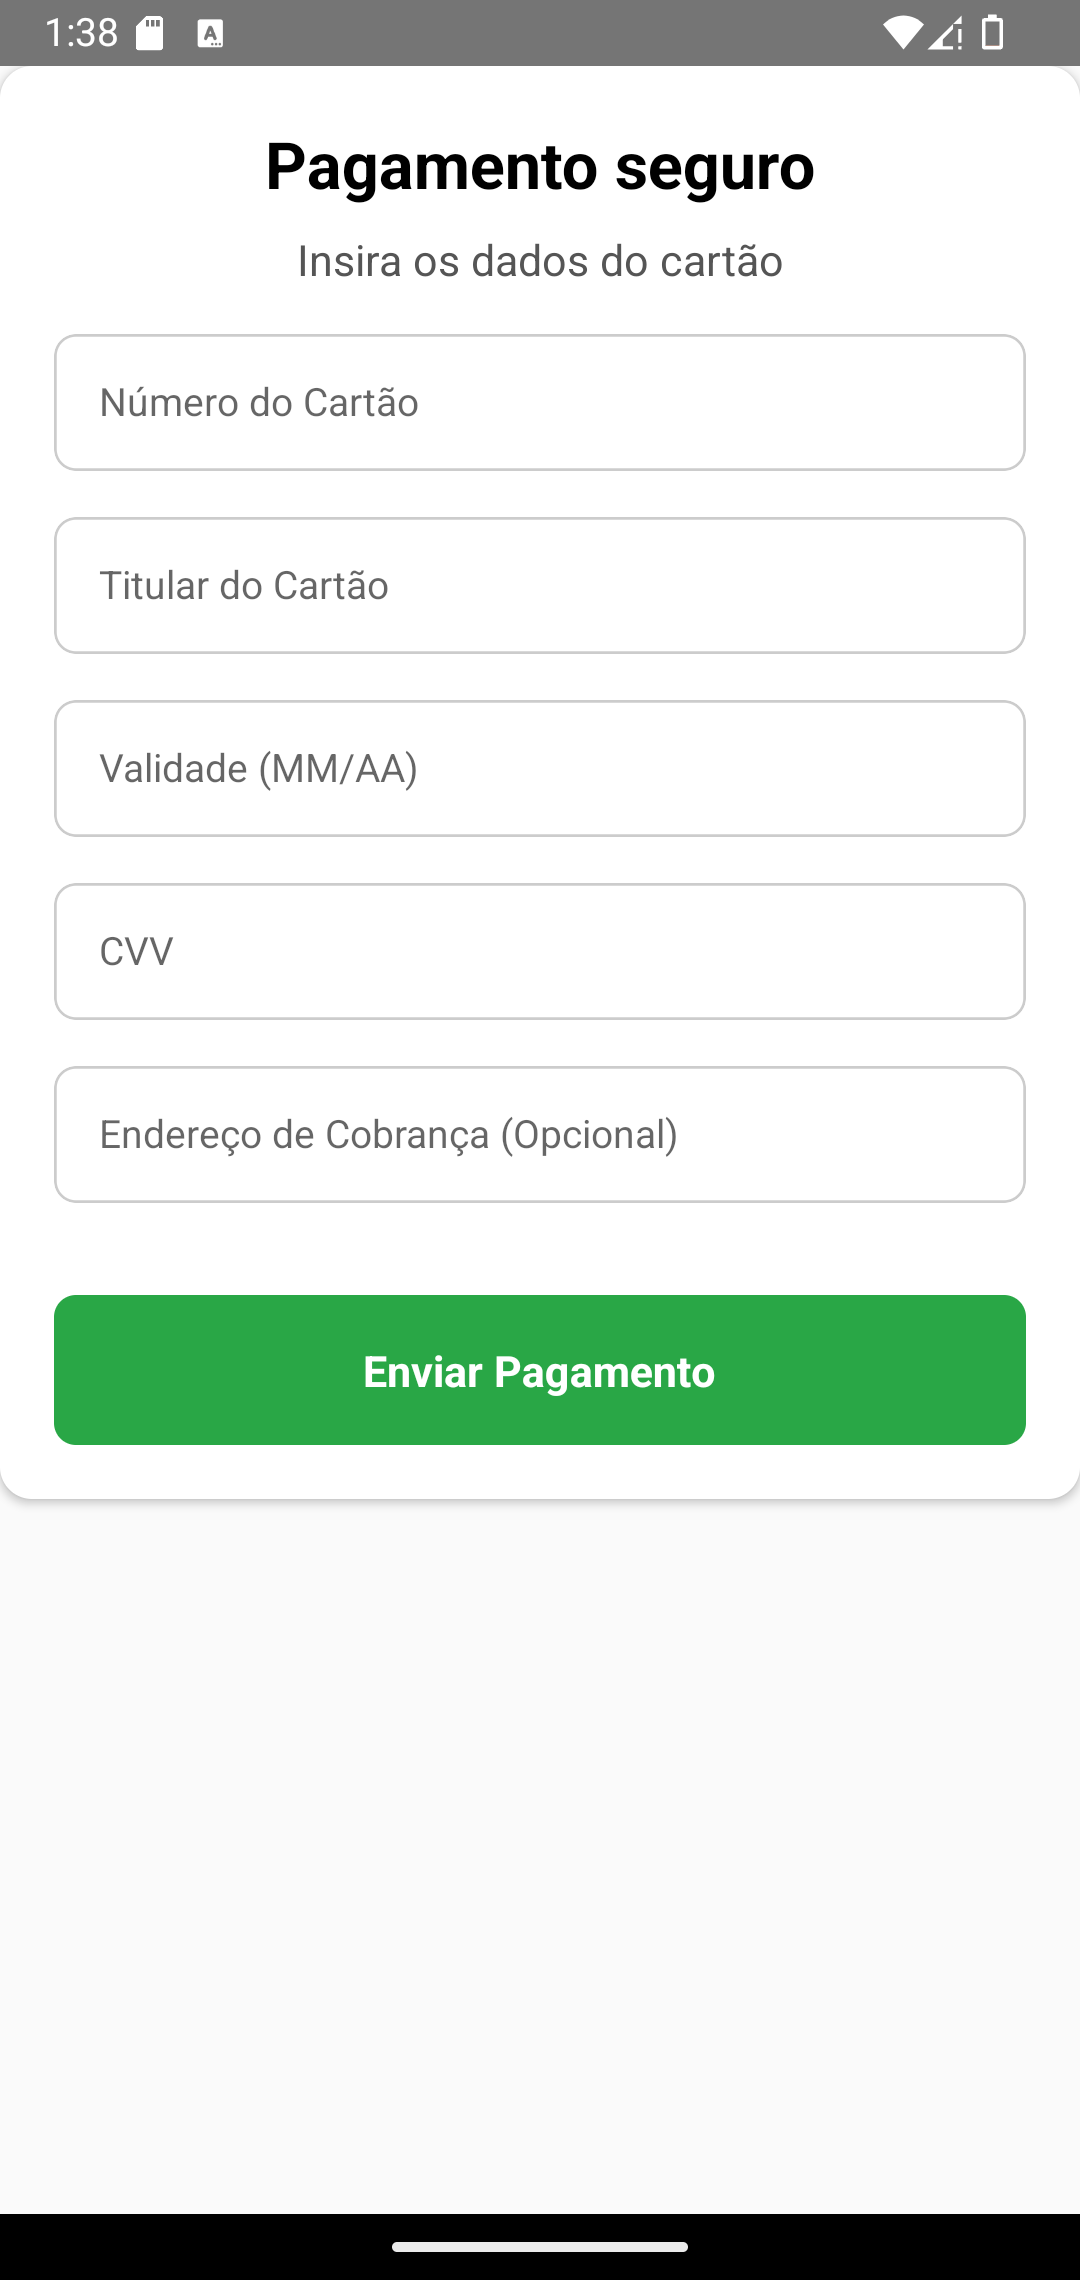 1:38
Pagamento seguro
Insira os dados do cartão
Número do Cartão
Titular do Cartão
Validade (MM/AA)
CVV
Endereço de Cobrança (Opcional)
Enviar Pagamento